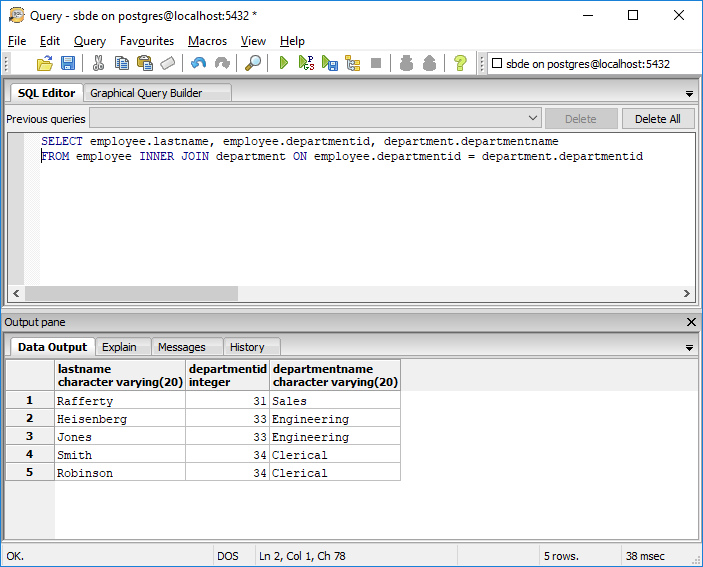 Query - sbde on postgres@localhost:5432 *
File Edit Query Favourites Macros View Help
sbde on postgres@localhost:5432
SQL Editor Graphical Query Builder
Previous queries Delete Delete All
SELECT employee.lastname, employee.departmentid, department.departmentname
FROM employee INNER JOIN department ON employee.departmentid = department.departmentid
Output pane
Data Output Explain Messages History
lastname departmentid departmentname
character varying(20) integer character varying(20)
1 Rafferty 31 Sales
2 Heisenberg 33 Engineering
3 Jones 33 Engineering
4 Smith 34 Clerical
5 Robinson 34 Clerical
OK. DOS Ln 2, Col 1, Ch 78 5 rows. 38 msec